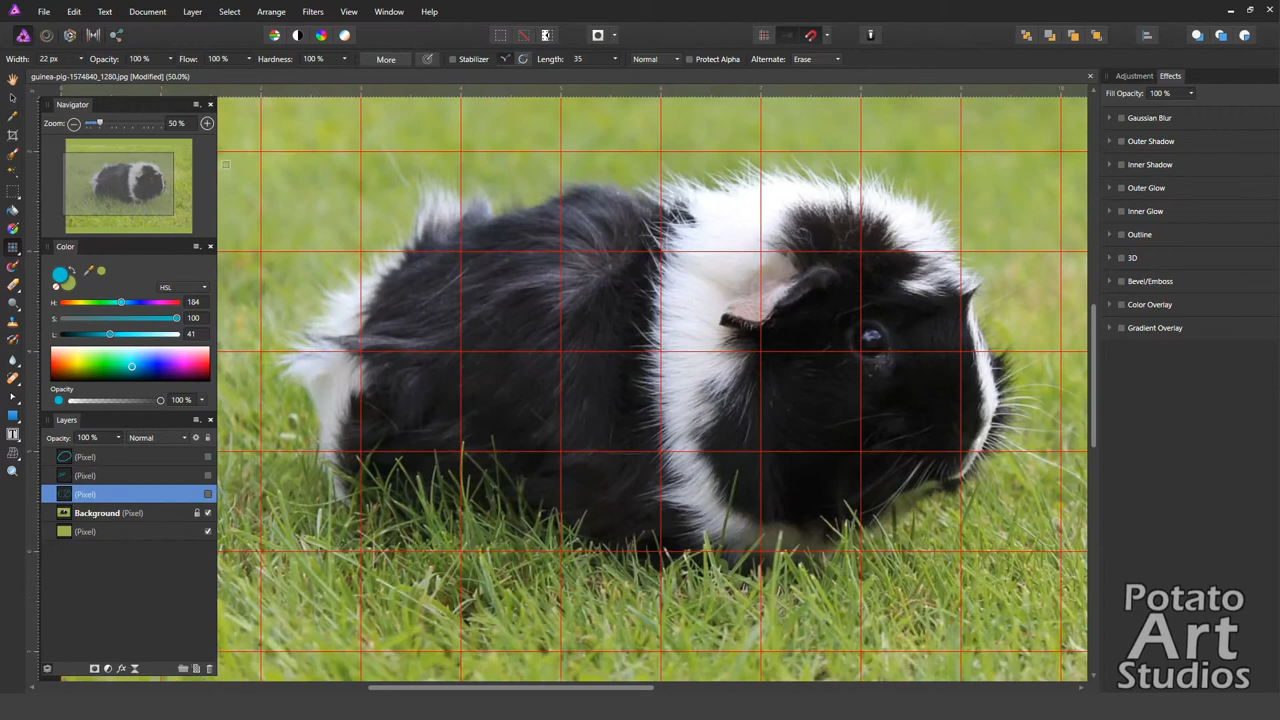 File Edit Text Document Layer Select Arrange Filters View Window Help
Width: 22 px Opacity: 100 % Flow: 100 % Hardness: 100 % More Stabilizer Length: 35 Normal Protect Alpha Alternate: Erase
guinea-pig-1574840_1280.jpg [Modified] (50.0%)
Navigator
Zoom: 50 %
Color
HSL
H: 184
S: 100
L: 41
Opacity
100 %
Layers
Opacity: 100 % Normal
(Pixel)
(Pixel)
(Pixel)
Background (Pixel)
(Pixel)
Adjustment Effects
Fill Opacity: 100 %
Gaussian Blur
Outer Shadow
Inner Shadow
Outer Glow
Inner Glow
Outline
3D
Bevel/Emboss
Color Overlay
Gradient Overlay
Potato
Art
Studios